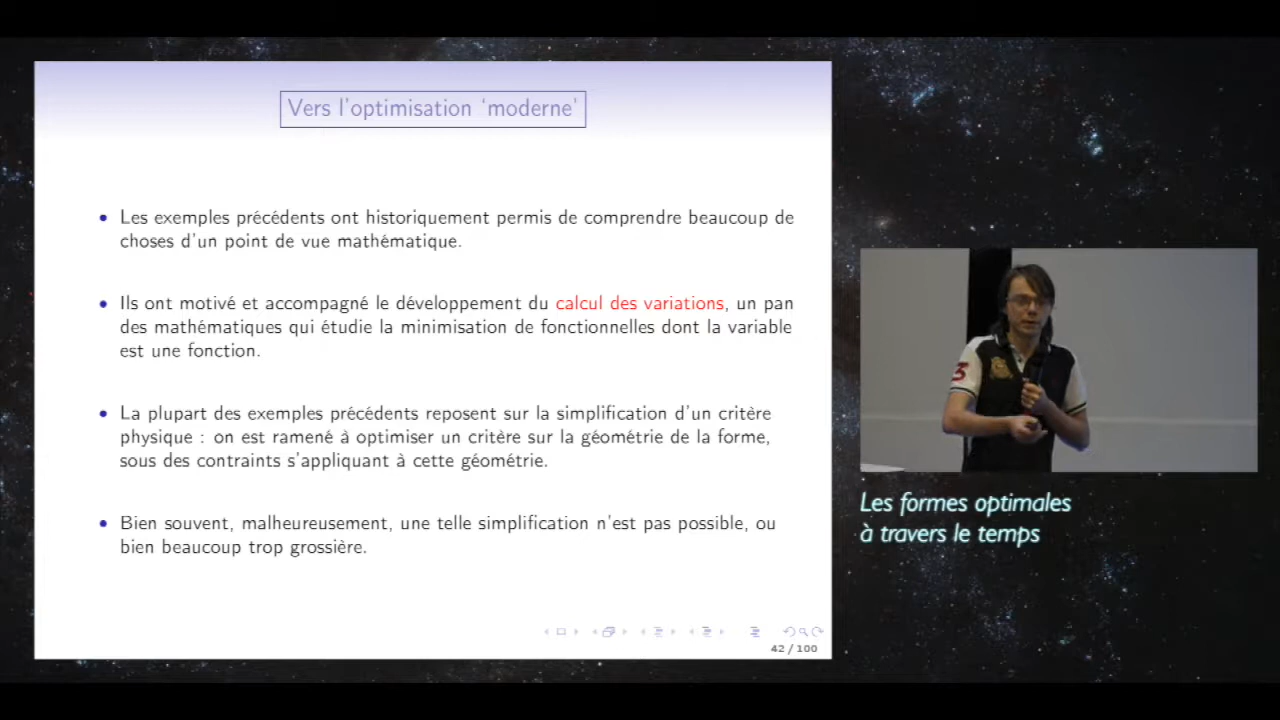 Vers l'optimisation 'moderne'
• Les exemples précédents ont historiquement permis de comprendre beaucoup de
choses d'un point de vue mathématique.
• Ils ont motivé et accompagné le développement du calcul des variations, un pan
des mathématiques qui étudie la minimisation de fonctionnelles dont la variable
est une fonction.
• La plupart des exemples précédents reposent sur la simplification d'un critère
physique : on est ramené à optimiser un critère sur la géométrie de la forme,
sous des contraints s'appliquant à cette géométrie.
• Bien souvent, malheureusement, une telle simplification n'est pas possible, ou
bien beaucoup trop grossière.
42 / 100
3
Les formes optimales
à travers le temps